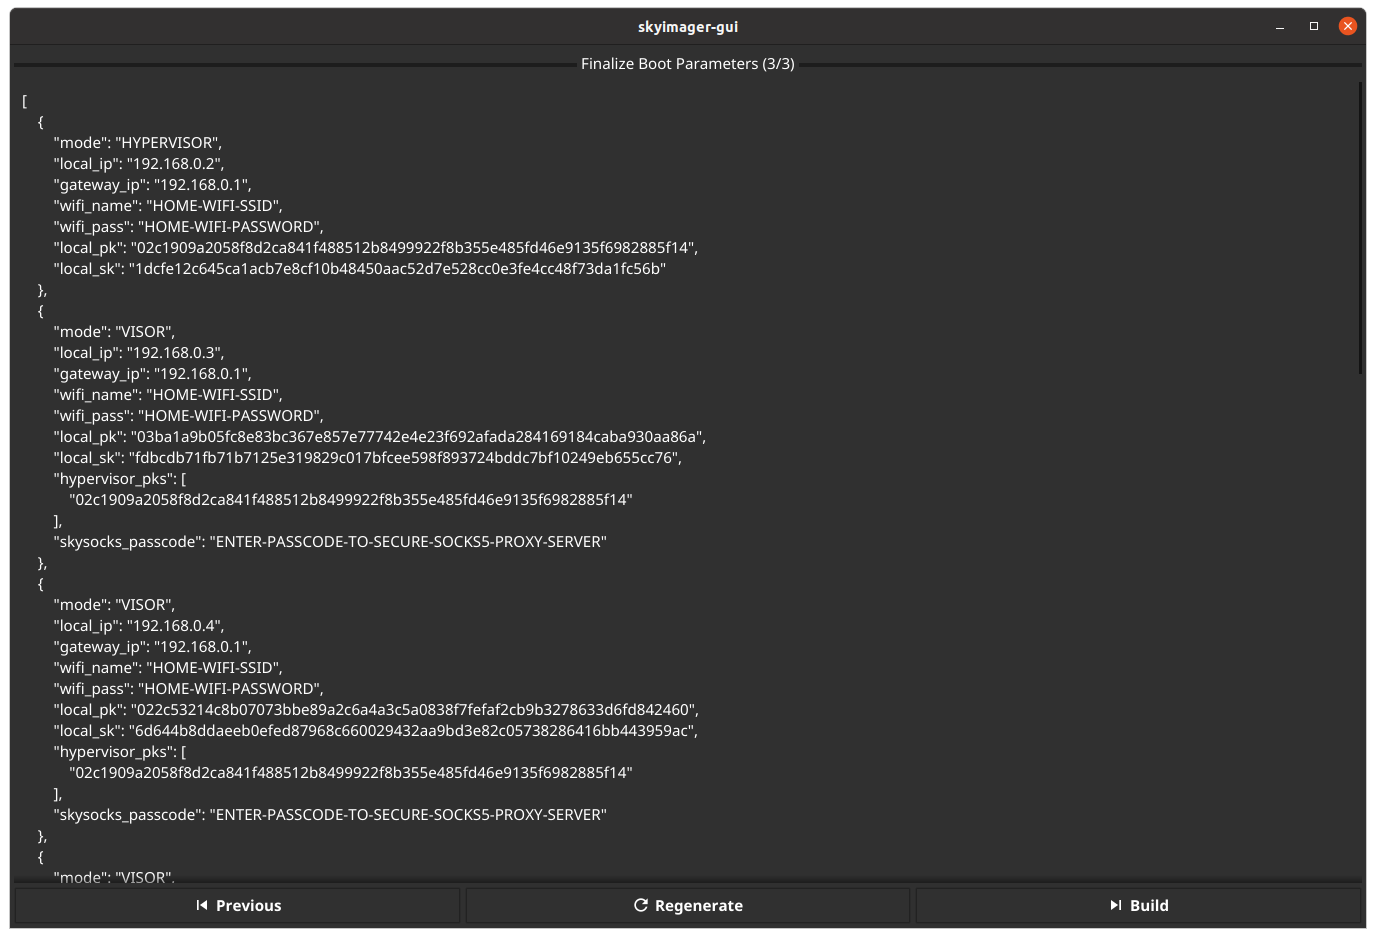 skyimager-gui
Finalize Boot Parameters (3/3)
[
{
"mode": "HYPERVISOR",
"local_ip": "192.168.0.2",
"gateway_ip": "192.168.0.1",
"wifi_name": "HOME-WIFI-SSID",
"wifi_pass": "HOME-WIFI-PASSWORD",
"local_pk": "02c1909a2058f8d2ca841f488512b8499922f8b355e485fd46e9135f6982885f14",
"local_sk": "1dcfe12c645ca1acb7e8cf10b48450aac52d7e528cc0e3fe4cc48f73da1fc56b"
},
{
"mode": "VISOR",
"local_ip": "192.168.0.3",
"gateway_ip": "192.168.0.1",
"wifi_name": "HOME-WIFI-SSID",
"wifi_pass": "HOME-WIFI-PASSWORD",
"local_pk": "03ba1a9b05fc8e83bc367e857e77742e4e23f692afada284169184caba930aa86a",
"local_sk": "fdbcdb71fb71b7125e319829c017bfcee598f893724bddc7bf10249eb655cc76",
"hypervisor_pks": [
"02c1909a2058f8d2ca841f488512b8499922f8b355e485fd46e9135f6982885f14"
],
"skysocks_passcode": "ENTER-PASSCODE-TO-SECURE-SOCKS5-PROXY-SERVER"
},
{
"mode": "VISOR",
"local_ip": "192.168.0.4",
"gateway_ip": "192.168.0.1",
"wifi_name": "HOME-WIFI-SSID",
"wifi_pass": "HOME-WIFI-PASSWORD",
"local_pk": "022c53214c8b07073bbe89a2c6a4a3c5a0838f7fefaf2cb9b3278633d6fd842460",
"local_sk": "6d644b8ddaeeb0efed87968c660029432aa9bd3e82c05738286416bb443959ac",
"hypervisor_pks": [
"02c1909a2058f8d2ca841f488512b8499922f8b355e485fd46e9135f6982885f14"
],
"skysocks_passcode": "ENTER-PASSCODE-TO-SECURE-SOCKS5-PROXY-SERVER"
},
{
"mode": "VISOR",
Previous
Regenerate
Build